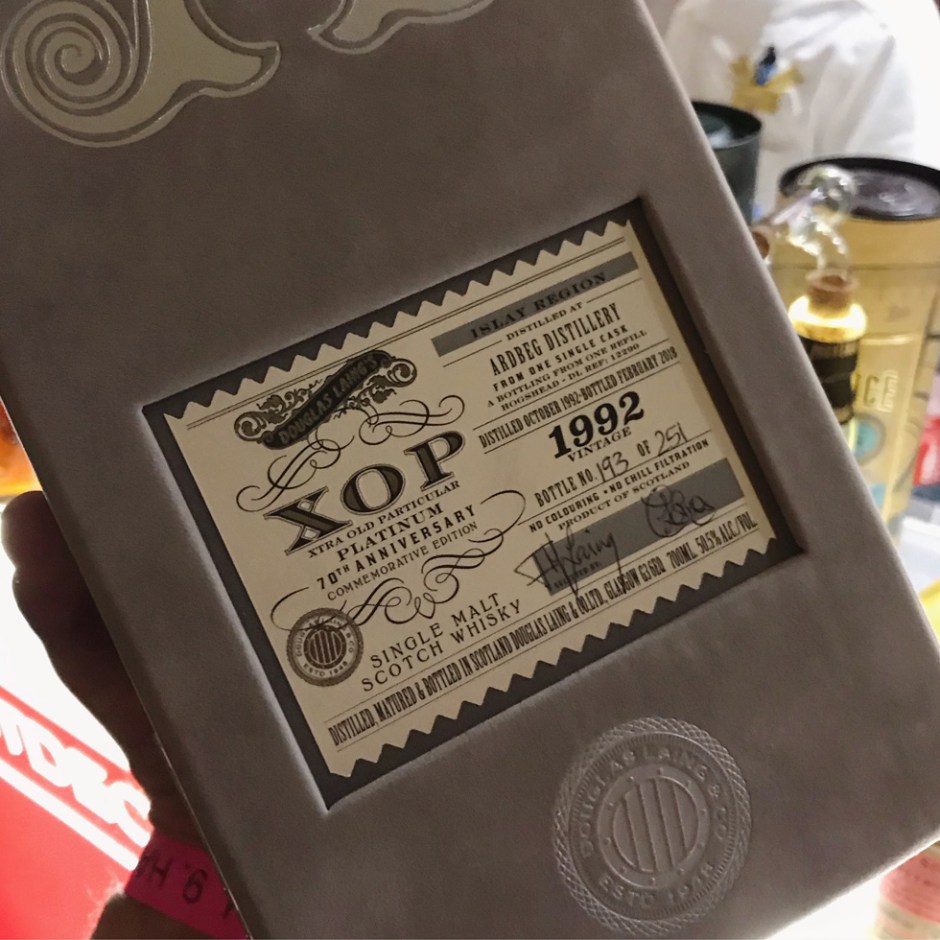 DOUGLAS LAING'S
XOP
XTRA OLD PARTICULAR
PLATINUM
70TH ANNIVERSARY
COMMEMORATIVE EDITION
SINGLE MALT
SCOTCH WHISKY
ISLAY REGION
DISTILLED AT
ARDBEG DISTILLERY
FROM ONE SINGLE CASK
A BOTTLING FROM ONE REFILL
HOGSHEAD - DL REF: 12290
DISTILLED OCTOBER 1992-BOTTLED FEBRUARY 2018
1992
VINTAGE
BOTTLE NO. 193 OF 251
NO COLOURING • NO CHILL FILTRATION
PRODUCT OF SCOTLAND
DISTILLED, MATURED & BOTTLED IN SCOTLAND DOUGLAS LAING & CO.LTD., GLASGOW G3 6EQ 700ML 50.5% ALC./VOL.
DOUGLAS LAING & CO
ESTD 1948